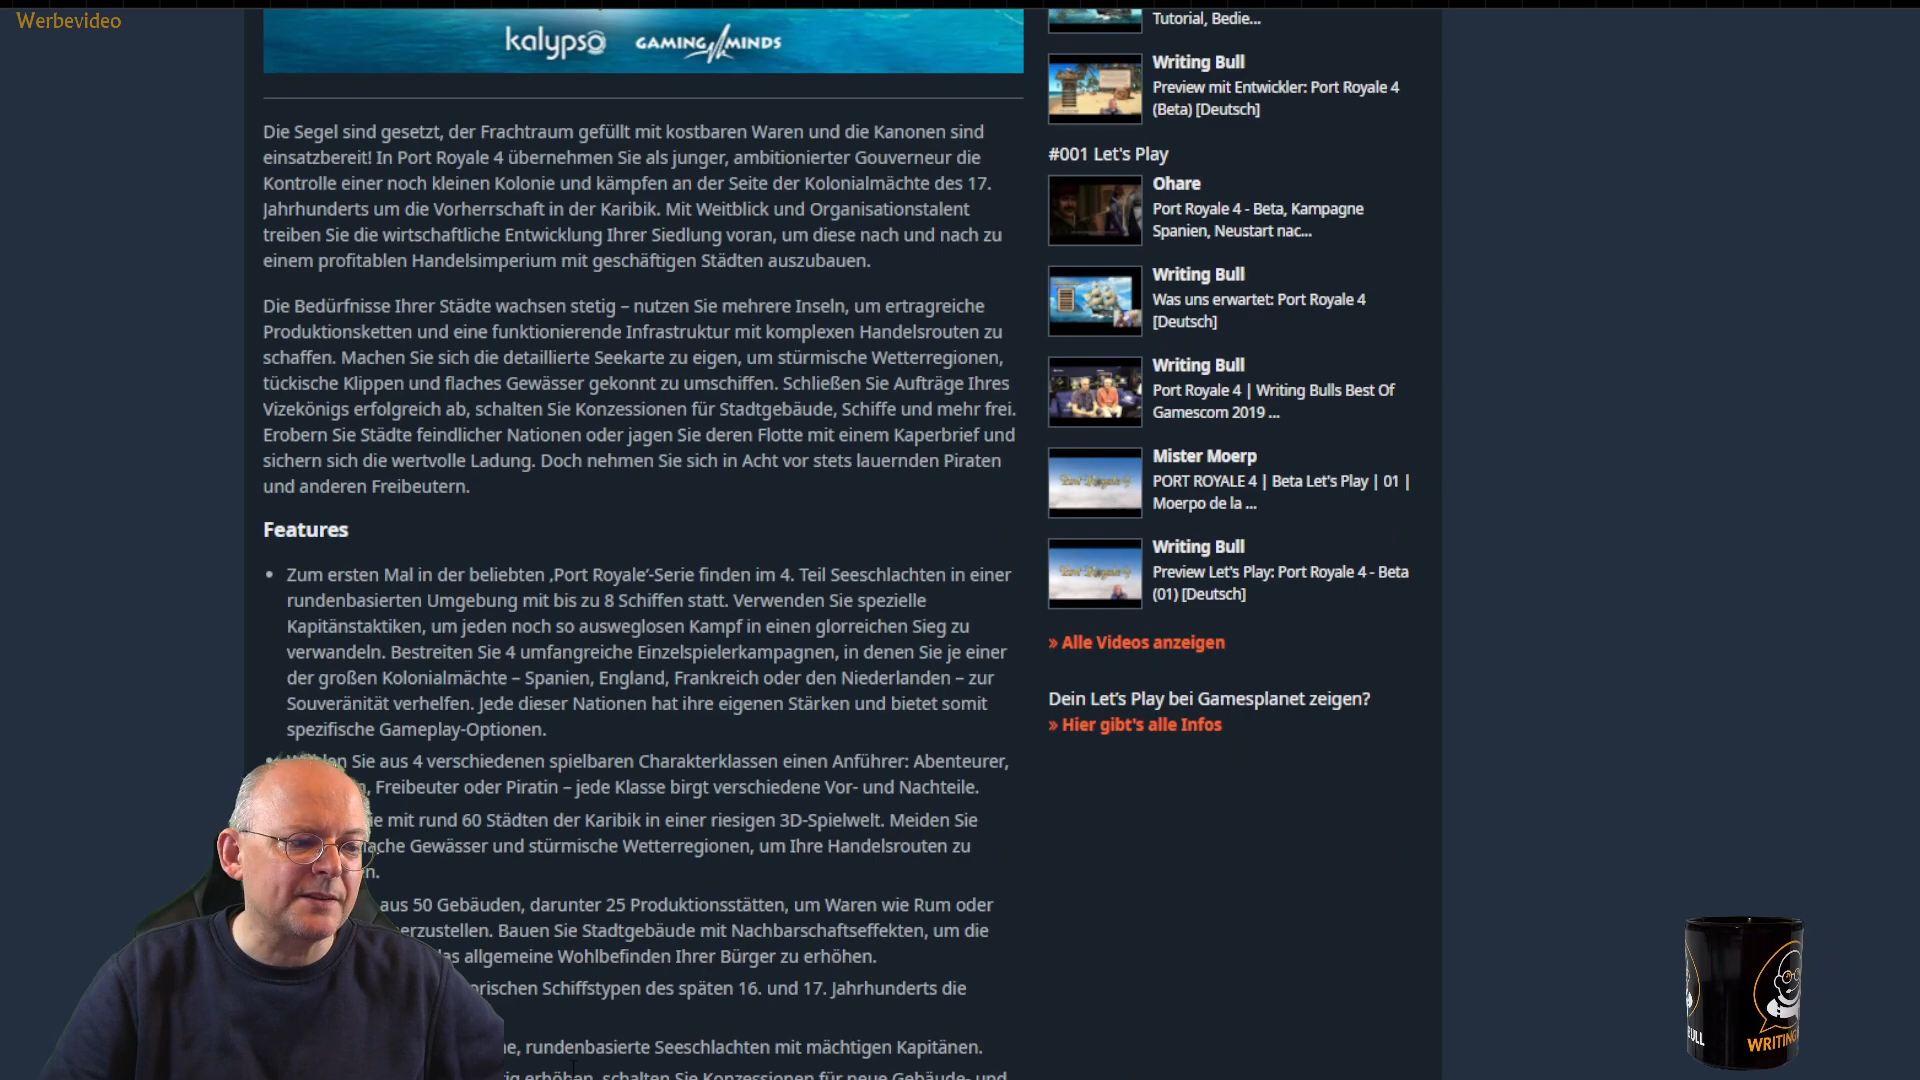 Werbevideo
kalypso GAMING MINDS
Die Segel sind gesetzt, der Frachtraum gefüllt mit kostbaren Waren und die Kanonen sind
einsatzbereit! In Port Royale 4 übernehmen Sie als junger, ambitionierter Gouverneur die
Kontrolle einer noch kleinen Kolonie und kämpfen an der Seite der Kolonialmächte des 17.
Jahrhunderts um die Vorherrschaft in der Karibik. Mit Weitblick und Organisationstalent
treiben Sie die wirtschaftliche Entwicklung Ihrer Siedlung voran, um diese nach und nach zu
einem profitablen Handelsimperium mit geschäftigen Städten auszubauen.
Die Bedürfnisse Ihrer Städte wachsen stetig – nutzen Sie mehrere Inseln, um ertragreiche
Produktionsketten und eine funktionierende Infrastruktur mit komplexen Handelsrouten zu
schaffen. Machen Sie sich die detaillierte Seekarte zu eigen, um stürmische Wetterregionen,
tückische Klippen und flaches Gewässer gekonnt zu umschiffen. Schließen Sie Aufträge Ihres
Vizekönigs erfolgreich ab, schalten Sie Konzessionen für Stadtgebäude, Schiffe und mehr frei.
Erobern Sie Städte feindlicher Nationen oder jagen Sie deren Flotte mit einem Kaperbrief und
sichern sich die wertvolle Ladung. Doch nehmen Sie sich in Acht vor stets lauernden Piraten
und anderen Freibeutern.
Features
• Zum ersten Mal in der beliebten ‚Port Royale‘-Serie finden im 4. Teil Seeschlachten in einer
rundenbasierten Umgebung mit bis zu 8 Schiffen statt. Verwenden Sie spezielle
Kapitänstaktiken, um jeden noch so ausweglosen Kampf in einen glorreichen Sieg zu
verwandeln. Bestreiten Sie 4 umfangreiche Einzelspielerkampagnen, in denen Sie je einer
der großen Kolonialmächte – Spanien, England, Frankreich oder den Niederlanden – zur
Souveränität verhelfen. Jede dieser Nationen hat ihre eigenen Stärken und bietet somit
spezifische Gameplay-Optionen.
Sie aus 4 verschiedenen spielbaren Charakterklassen einen Anführer: Abenteurer,
Freibeuter oder Piratin – jede Klasse birgt verschiedene Vor- und Nachteile.
mit rund 60 Städten der Karibik in einer riesigen 3D-Spielwelt. Meiden Sie
Gewässer und stürmische Wetterregionen, um Ihre Handelsrouten zu
aus 50 Gebäuden, darunter 25 Produktionsstätten, um Waren wie Rum oder
Bauen Sie Stadtgebäude mit Nachbarschaftseffekten, um die
allgemeine Wohlbefinden Ihrer Bürger zu erhöhen.
orischen Schiffstypen des späten 16. und 17. Jahrhunderts die
rundenbasierte Seeschlachten mit mächtigen Kapitänen.
erhöhen, schalten Sie Konzessionen für neue Gebäude- und
Tutorial, Bedie...
Writing Bull
Preview mit Entwickler: Port Royale 4
(Beta) [Deutsch]
#001 Let's Play
Ohare
Port Royale 4 - Beta, Kampagne
Spanien, Neustart nac...
Writing Bull
Was uns erwartet: Port Royale 4
[Deutsch]
Writing Bull
Port Royale 4 | Writing Bulls Best Of
Gamescom 2019 ...
Mister Moerp
PORT ROYALE 4 | Beta Let's Play | 01 |
Moerpo de la ...
Writing Bull
Preview Let's Play: Port Royale 4 - Beta
(01) [Deutsch]
» Alle Videos anzeigen
Dein Let's Play bei Gamesplanet zeigen?
» Hier gibt's alle Infos
WRITING